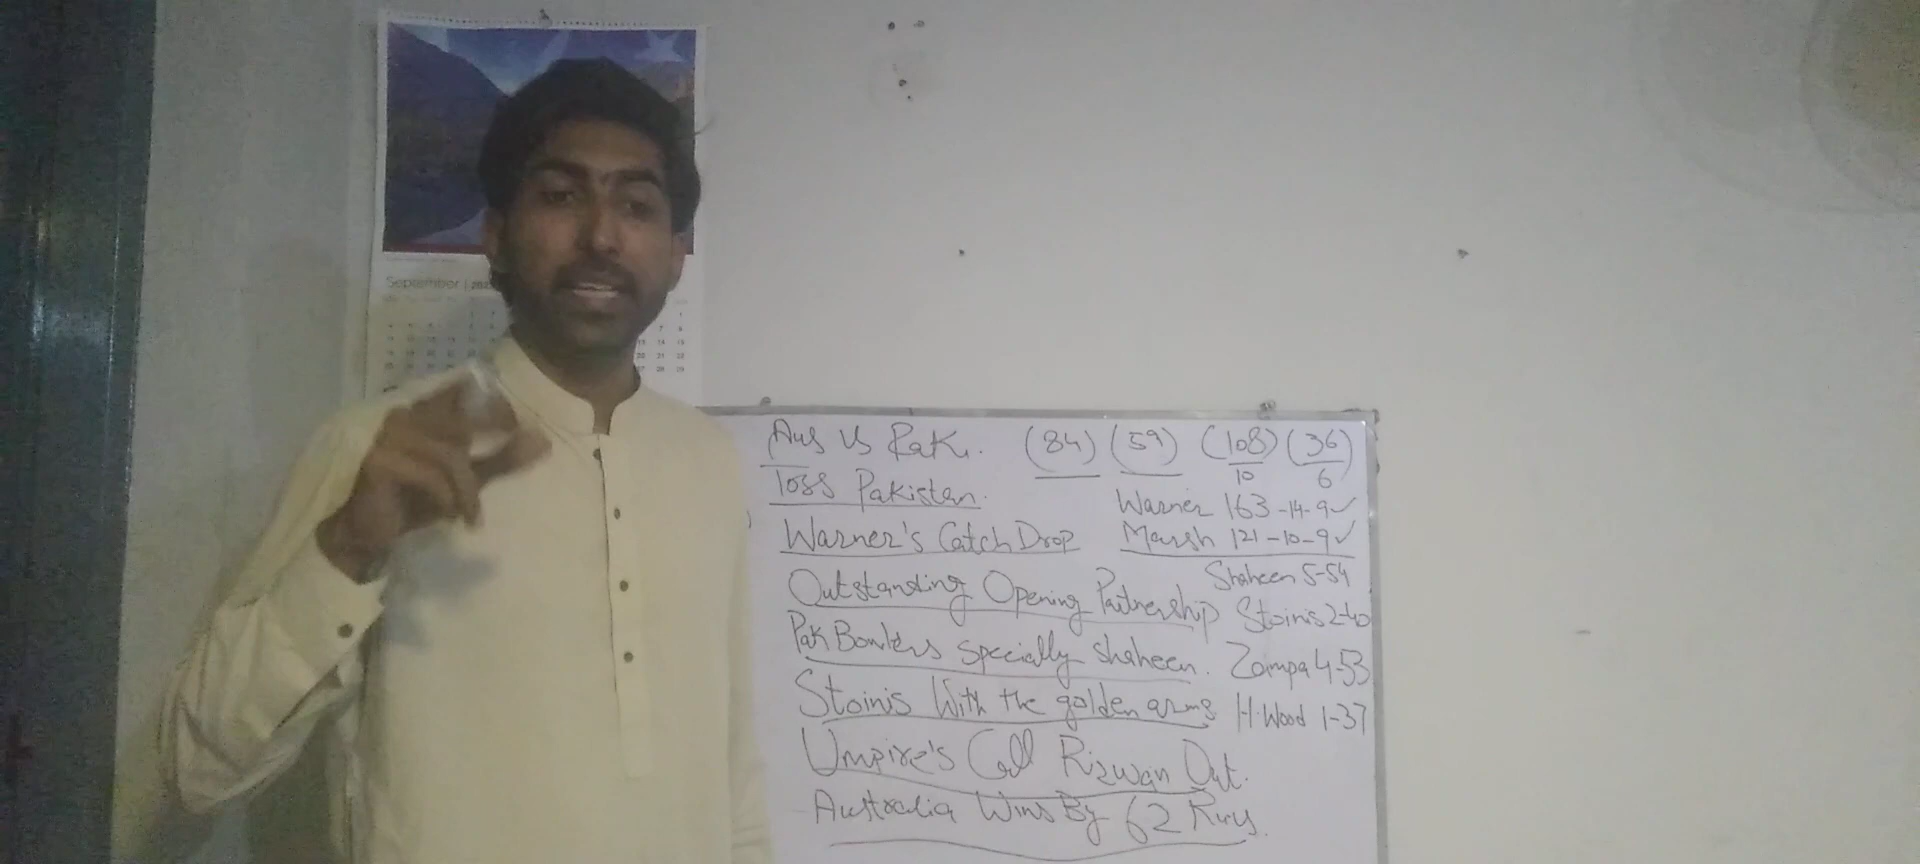 September | 202
Aus Vs Pak. (84) (59) (108)/10 (36)/6
Toss Pakistan.
Warner 163-14-9✓
Warner's Catch Drop
Marsh 121-10-9✓
Outstanding Opening Partnership
Shaheen 5-54
Stoinis 2-40
Pak Bowlers specially Shaheen.
Zampa 4-53
Stoinis With the golden arms
H.Wood 1-37
Umpire's Call Rizwan Out.
Australia Wins By 62 Runs.